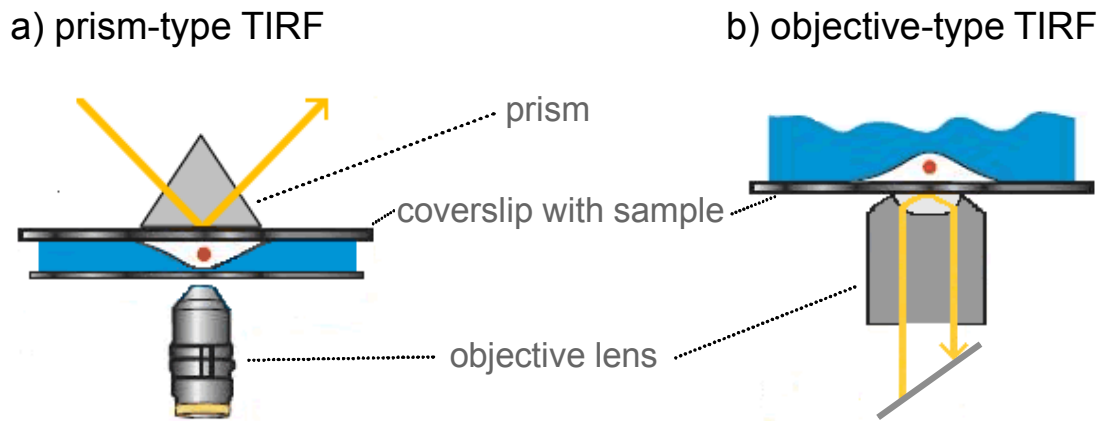 a) prism-type TIRF
b) objective-type TIRF
prism
coverslip with sample
objective lens